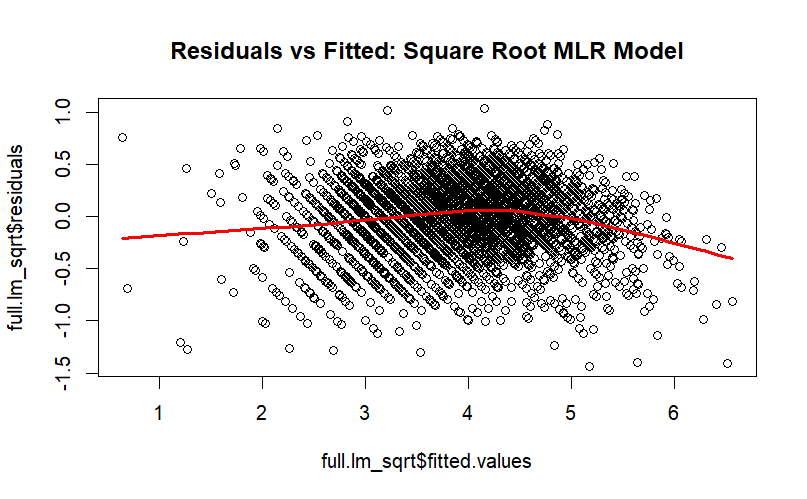 Residuals vs Fitted: Square Root MLR Model
full.lm_sqrt$residuals
1.0
0.5
0.0
-0.5
-1.0
-1.5
1 2 3 4 5 6
full.lm_sqrt$fitted.values